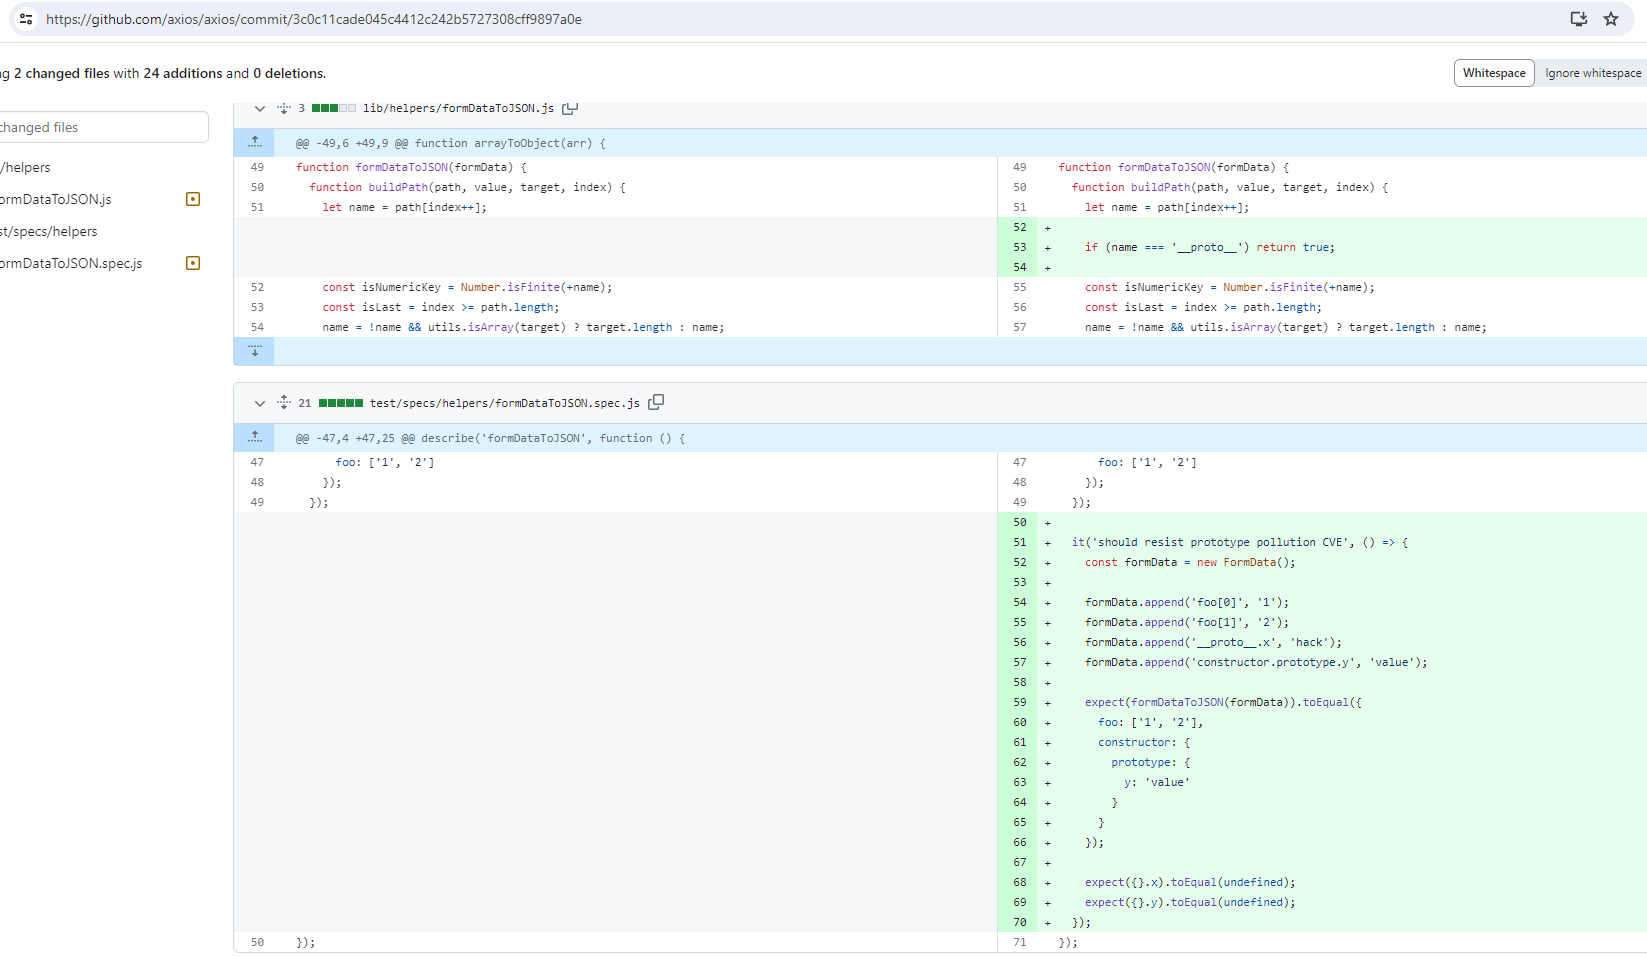 https://github.com/axios/axios/commit/3c0c11cade045c4412c242b5727308cff9897a0e
g 2 changed files with 24 additions and 0 deletions.
Whitespace Ignore whitespace
changed files
/helpers
ormDataToJSON.js
st/specs/helpers
ormDataToJSON.spec.js
3 lib/helpers/formDataToJSON.js
@@ -49,6 +49,9 @@ function arrayToObject(arr) {
49 function formDataToJSON(formData) { 49 function formDataToJSON(formData) {
50 function buildPath(path, value, target, index) { 50 function buildPath(path, value, target, index) {
51 let name = path[index++]; 51 let name = path[index++];
52 +
53 + if (name === '__proto__') return true;
54 +
52 const isNumericKey = Number.isFinite(+name); 55 const isNumericKey = Number.isFinite(+name);
53 const isLast = index >= path.length; 56 const isLast = index >= path.length;
54 name = !name && utils.isArray(target) ? target.length : name; 57 name = !name && utils.isArray(target) ? target.length : name;
21 test/specs/helpers/formDataToJSON.spec.js
@@ -47,4 +47,25 @@ describe('formDataToJSON', function () {
47 foo: ['1', '2'] 47 foo: ['1', '2']
48 }); 48 });
49 }); 49 });
50 +
51 + it('should resist prototype pollution CVE', () => {
52 + const formData = new FormData();
53 +
54 + formData.append('foo[0]', '1');
55 + formData.append('foo[1]', '2');
56 + formData.append('__proto__.x', 'hack');
57 + formData.append('constructor.prototype.y', 'value');
58 +
59 + expect(formDataToJSON(formData)).toEqual({
60 + foo: ['1', '2'],
61 + constructor: {
62 + prototype: {
63 + y: 'value'
64 + }
65 + }
66 + });
67 +
68 + expect({}.x).toEqual(undefined);
69 + expect({}.y).toEqual(undefined);
70 + });
50 }); 71 });